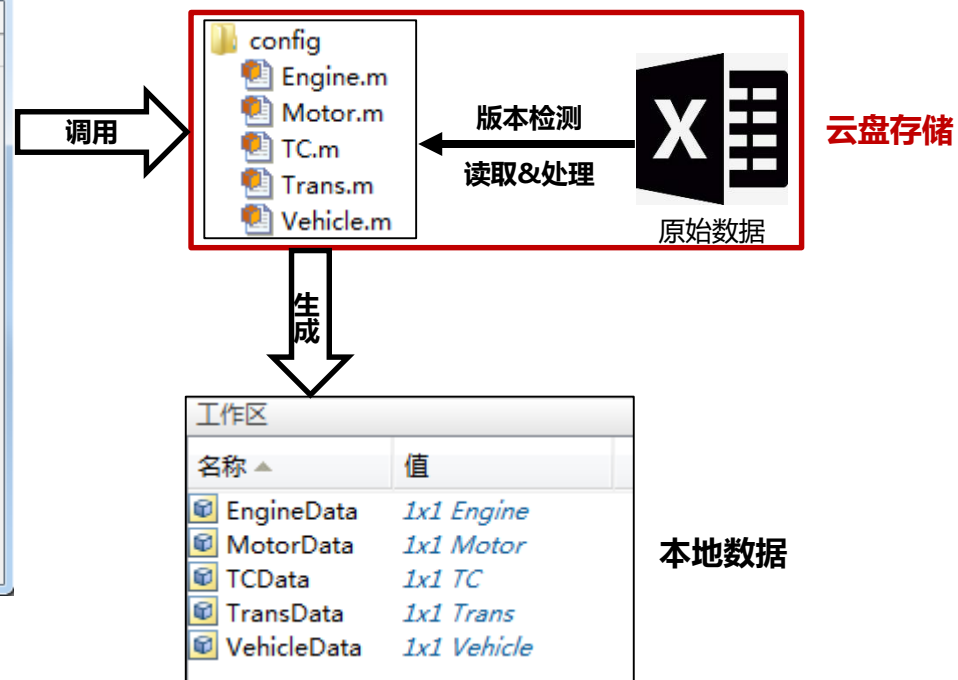 调用
config
Engine.m
Motor.m
TC.m
Trans.m
Vehicle.m
版本检测
读取&处理
X
原始数据
云盘存储
生
成
工作区
名称 值
EngineData 1x1 Engine
MotorData 1x1 Motor
TCData 1x1 TC
TransData 1x1 Trans
VehicleData 1x1 Vehicle
本地数据